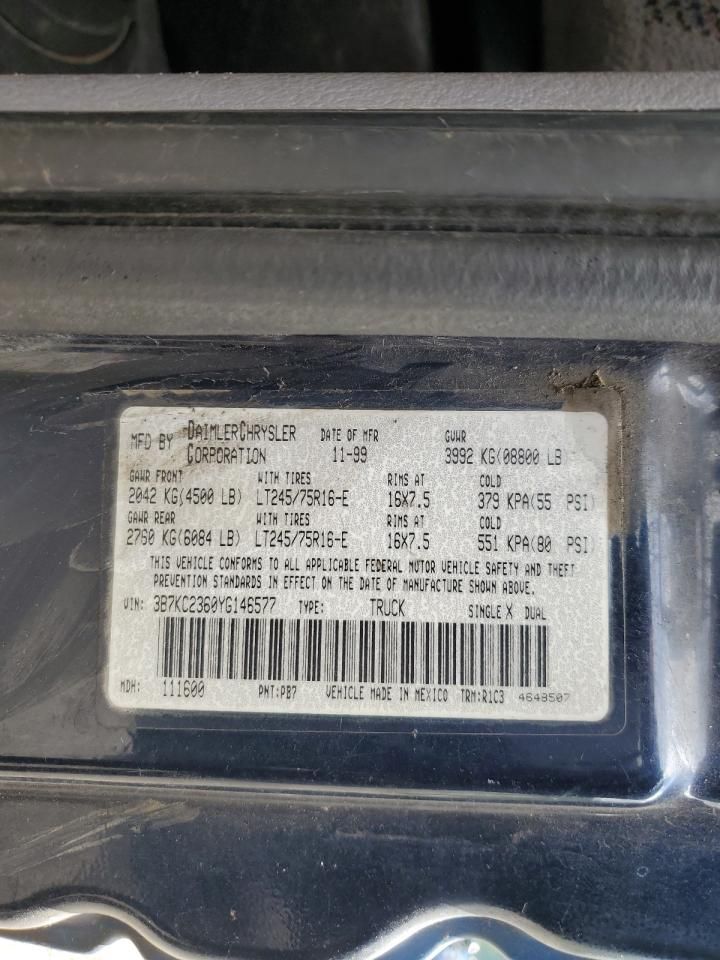 MFD BY DAIMLERCHRYSLER CORPORATION DATE OF MFR 11-99 GVWR 3992 KG(08800 LB)
GAWR FRONT WITH TIRES RIMS AT COLD
2042 KG(4500 LB) LT245/75R16-E 16X7.5 379 KPA(55 PSI)
GAWR REAR WITH TIRES RIMS AT COLD
2760 KG(6084 LB) LT245/75R16-E 16X7.5 551 KPA(80 PSI)
THIS VEHICLE CONFORMS TO ALL APPLICABLE FEDERAL MOTOR VEHICLE SAFETY AND THEFT
PREVENTION STANDARDS IN EFFECT ON THE DATE OF MANUFACTURE SHOWN ABOVE.
VIN: 3B7KC2360YG146577 TYPE: TRUCK SINGLE X DUAL
MDH: 111600 PNT:PB7 VEHICLE MADE IN MEXICO TRM:R1C3 4648507